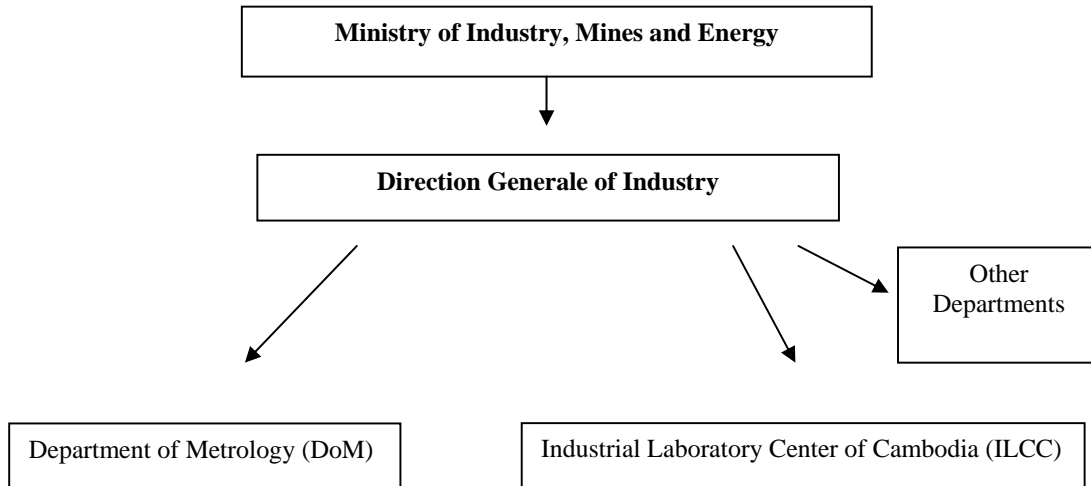 Ministry of Industry, Mines and Energy
Direction Generale of Industry
Other
Departments
Department of Metrology (DoM)
Industrial Laboratory Center of Cambodia (ILCC)